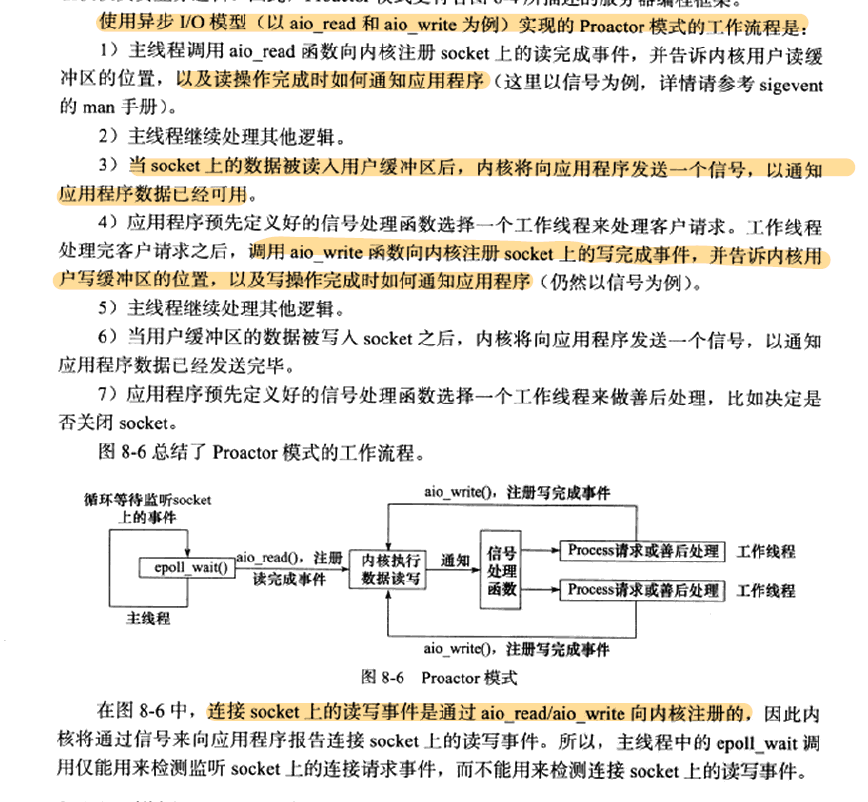 使用异步 I/O 模型（以 aio_read 和 aio_write 为例）实现的 Proactor 模式的工作流程是：
1）主线程调用 aio_read 函数向内核注册 socket 上的读完成事件，并告诉内核用户读缓
冲区的位置，以及读操作完成时如何通知应用程序（这里以信号为例，详情请参考 sigevent
的 man 手册）。
2）主线程继续处理其他逻辑。
3）当 socket 上的数据被读入用户缓冲区后，内核将向应用程序发送一个信号，以通知
应用程序数据已经可用。
4）应用程序预先定义好的信号处理函数选择一个工作线程来处理客户请求。工作线程
处理完客户请求之后，调用 aio_write 函数向内核注册 socket 上的写完成事件，并告诉内核用
户写缓冲区的位置，以及写操作完成时如何通知应用程序（仍然以信号为例）。
5）主线程继续处理其他逻辑。
6）当用户缓冲区的数据被写入 socket 之后，内核将向应用程序发送一个信号，以通知
应用程序数据已经发送完毕。
7）应用程序预先定义好的信号处理函数选择一个工作线程来做善后处理，比如决定是
否关闭 socket。
图 8-6 总结了 Proactor 模式的工作流程。
aio_write()，注册写完成事件
循环等待监听socket
上的事件
epoll_wait()
aio_read()，注册
读完成事件
内核执行
数据读写
通知
信号
处理
函数
Process请求或善后处理 工作线程
Process请求或善后处理 工作线程
主线程
aio_write()，注册写完成事件
图 8-6 Proactor 模式
在图 8-6 中，连接 socket 上的读写事件是通过 aio_read/aio_write 向内核注册的，因此内
核将通过信号来向应用程序报告连接 socket 上的读写事件。所以，主线程中的 epoll_wait 调
用仅能用来检测监听 socket 上的连接请求事件，而不能用来检测连接 socket 上的读写事件。